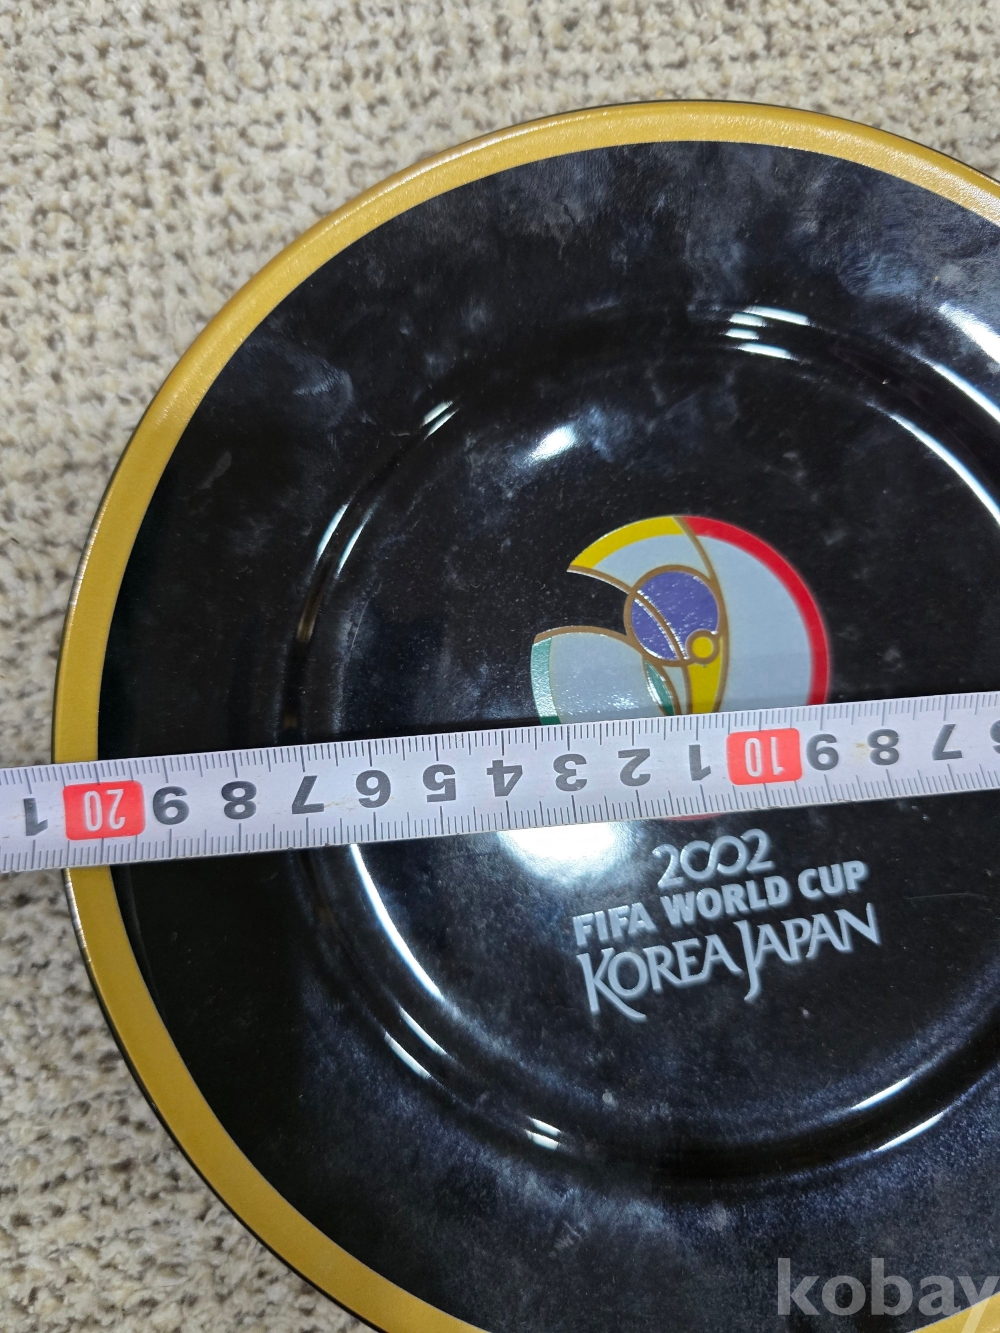 1 20 9 8 7 6 5 4 3 2 1 10 9 8 7 6
2002
FIFA WORLD CUP
KOREA JAPAN
kobay